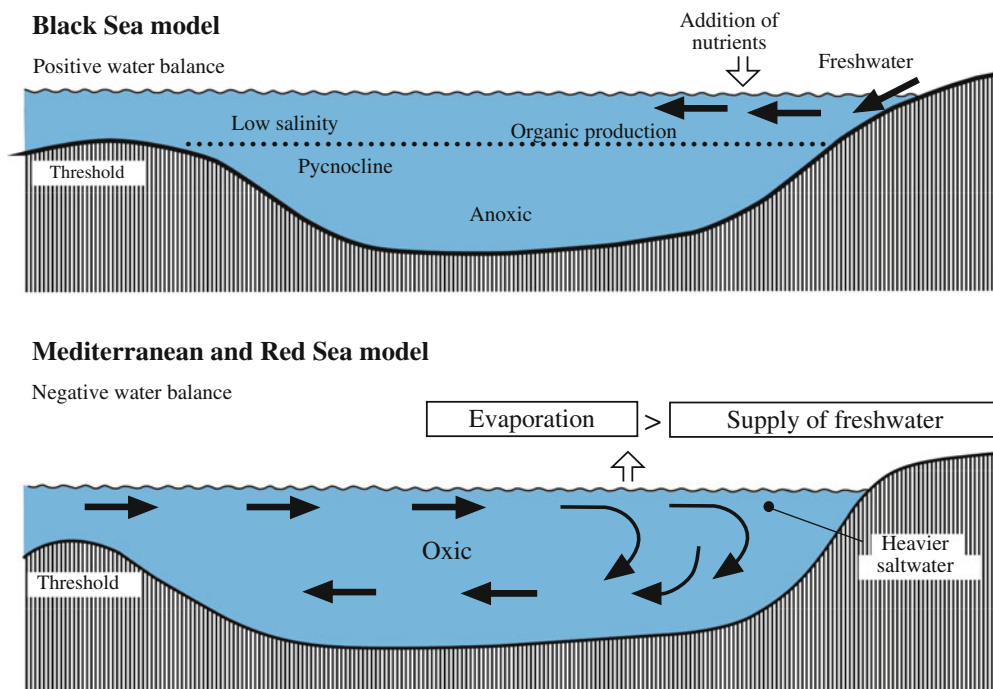 Black Sea model
Positive water balance
Addition of
nutrients
Freshwater
Low salinity
Organic production
Threshold
Pycnocline
Anoxic
Mediterranean and Red Sea model
Negative water balance
Evaporation > Supply of freshwater
Oxic
Heavier
saltwater
Threshold